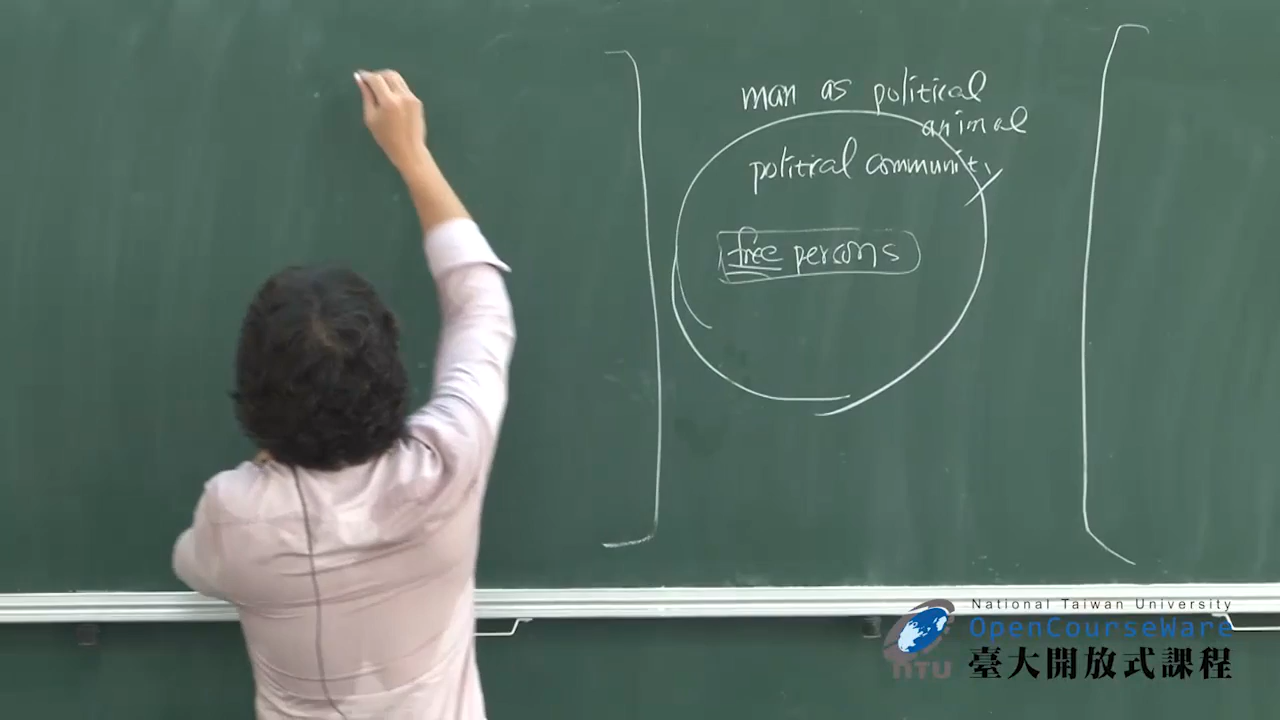 man as political
animal
political community
free persons
National Taiwan University
OpenCourseWare
臺大開放式課程
NTU